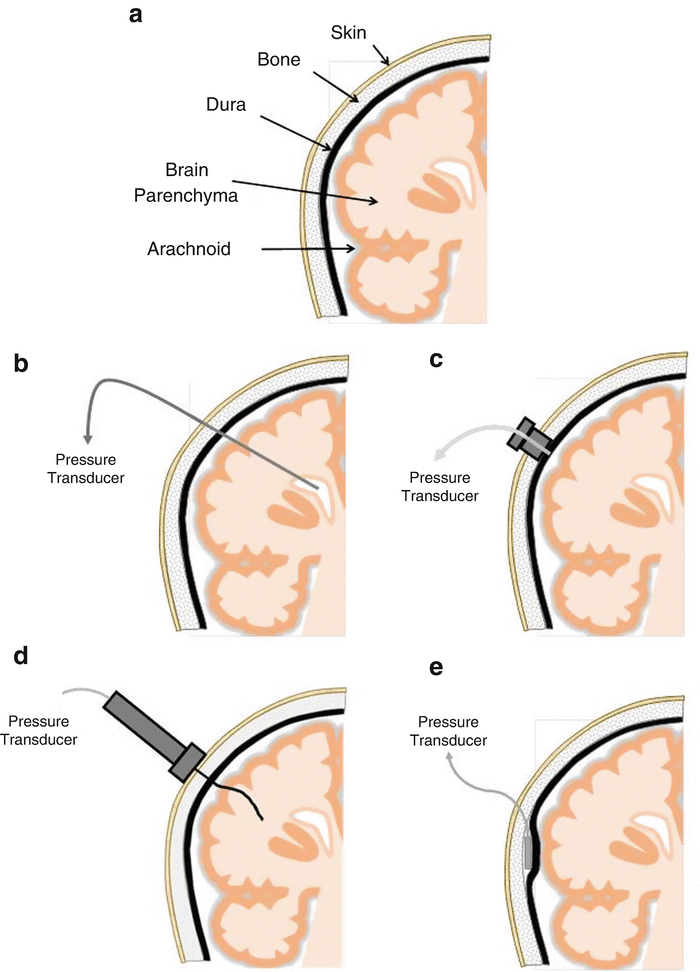 a
Skin
Bone
Dura
Brain
Parenchyma
Arachnoid
b
Pressure
Transducer
c
Pressure
Transducer
d
Pressure
Transducer
e
Pressure
Transducer